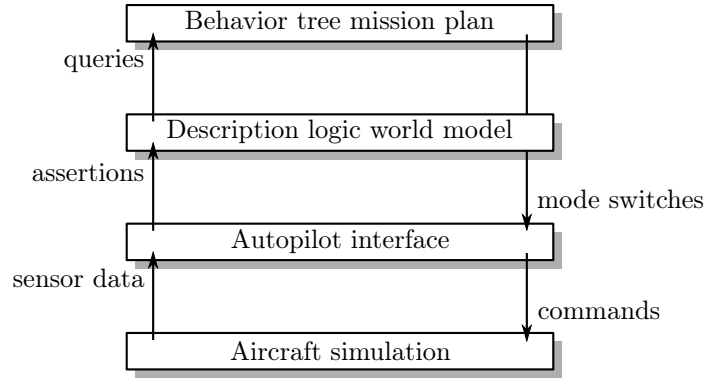 Behavior tree mission plan
queries
Description logic world model
assertions
mode switches
Autopilot interface
sensor data
commands
Aircraft simulation